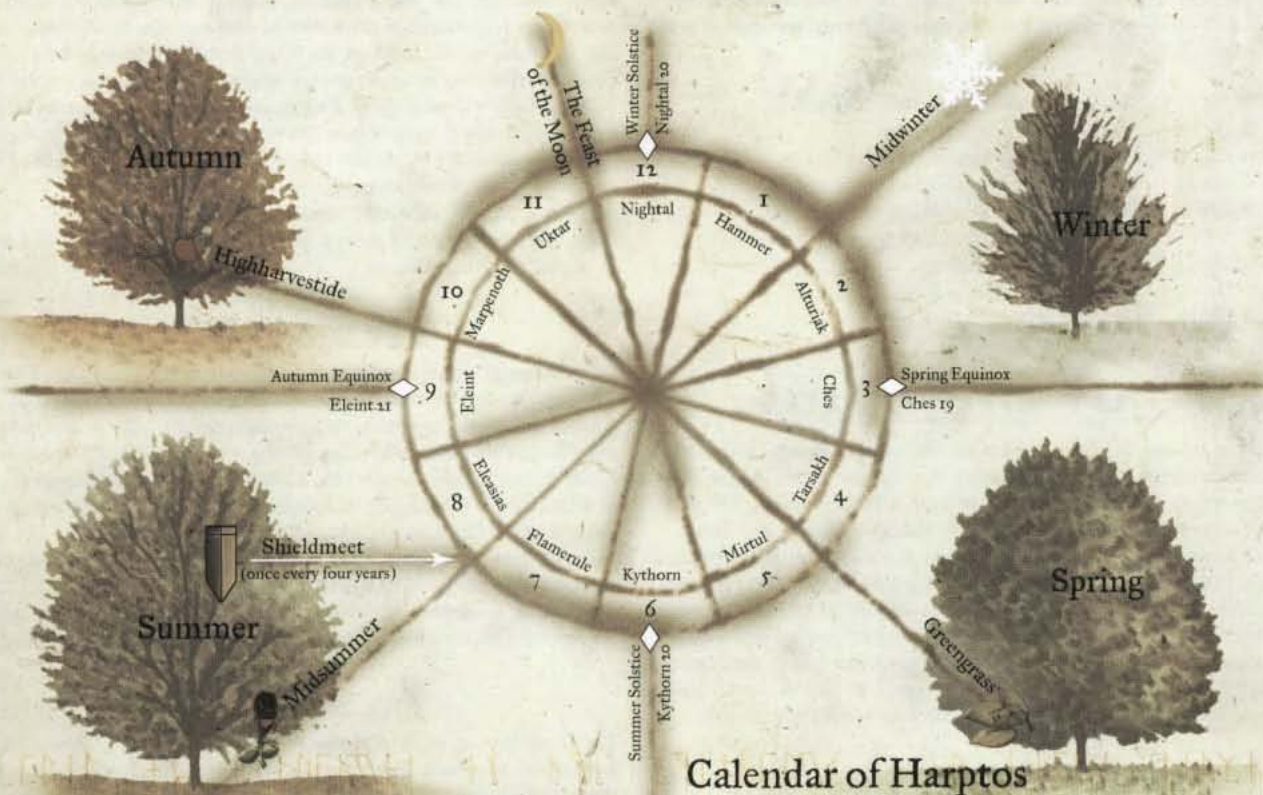 Autumn
Highharvestide
The Feast
of the Moon
Winter Solstice
Nightal 20
Midwinter
Winter
12
Nightal
1
Hammer
2
Alturiak
3
Ches
Spring Equinox
Ches 19
4
Tarsakh
5
Mirtul
6
Kythorn
7
Flamerule
8
Eleasias
9
Eleint
Autumn Equinox
Eleint 21
10
Marpenoth
11
Uktar
Shieldmeet
(once every four years)
Summer
Midsummer
Summer Solstice
Kythorn 20
Spring
Greengrass
Calendar of Harptos